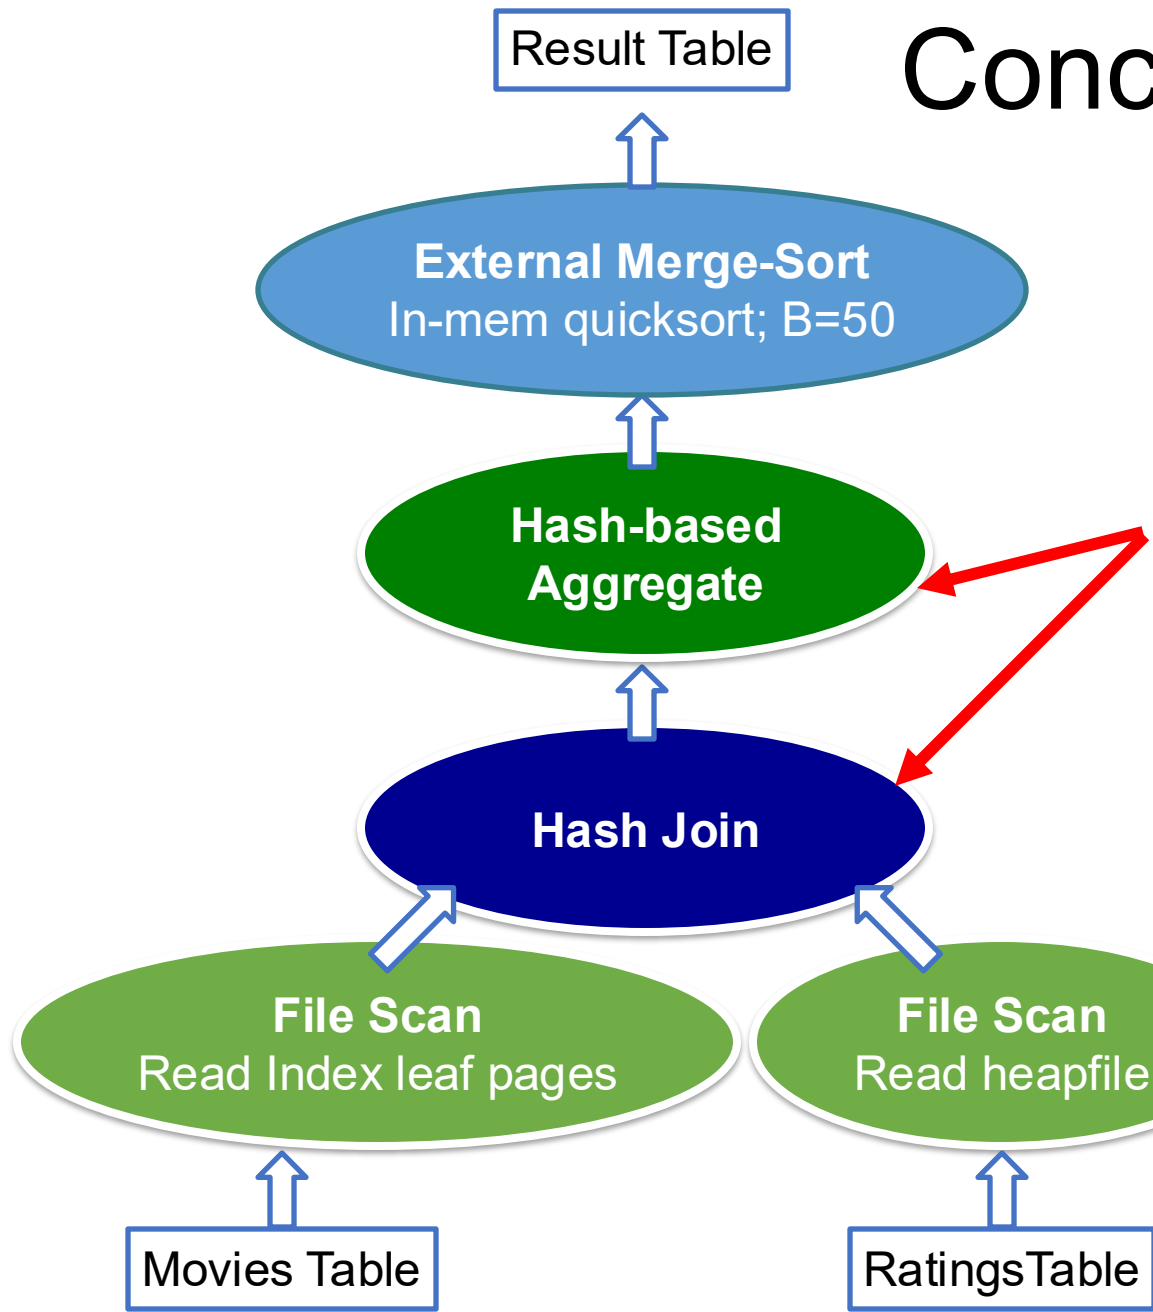 Result Table
Conc
External Merge-Sort
In-mem quicksort; B=50
Hash-based
Aggregate
Hash Join
File Scan
Read Index leaf pages
File Scan
Read heapfile
Movies Table
RatingsTable